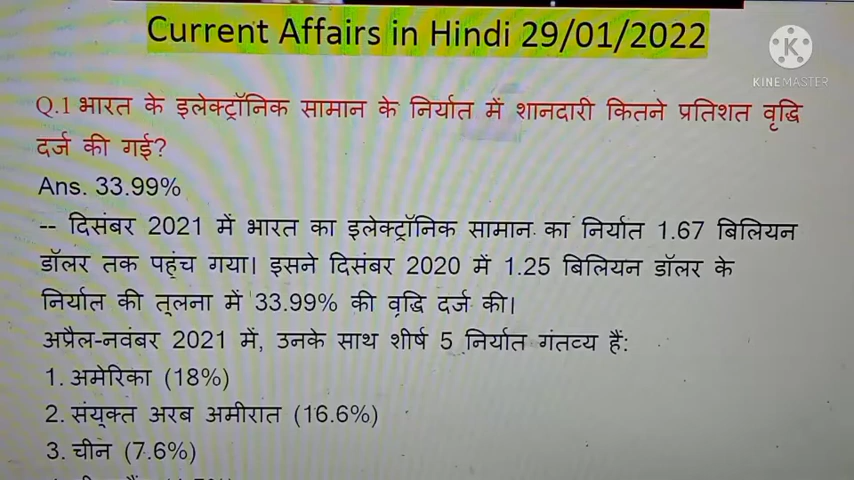 Current Affairs in Hindi 29/01/2022
KINEMASTER
Q.1 भारत के इलेक्ट्रॉनिक सामान के निर्यात में शानदारी कितने प्रतिशत वृद्धि
दर्ज की गई?
Ans. 33.99%
-- दिसंबर 2021 में भारत का इलेक्ट्रॉनिक सामान का निर्यात 1.67 बिलियन
डॉलर तक पहुंच गया। इसने दिसंबर 2020 में 1.25 बिलियन डॉलर के
निर्यात की तुलना में 33.99% की वृद्धि दर्ज की।
अप्रैल-नवंबर 2021 में, उनके साथ शीर्ष 5 निर्यात गंतव्य हैं:
1. अमेरिका (18%)
2. संयुक्त अरब अमीरात (16.6%)
3. चीन (7.6%)